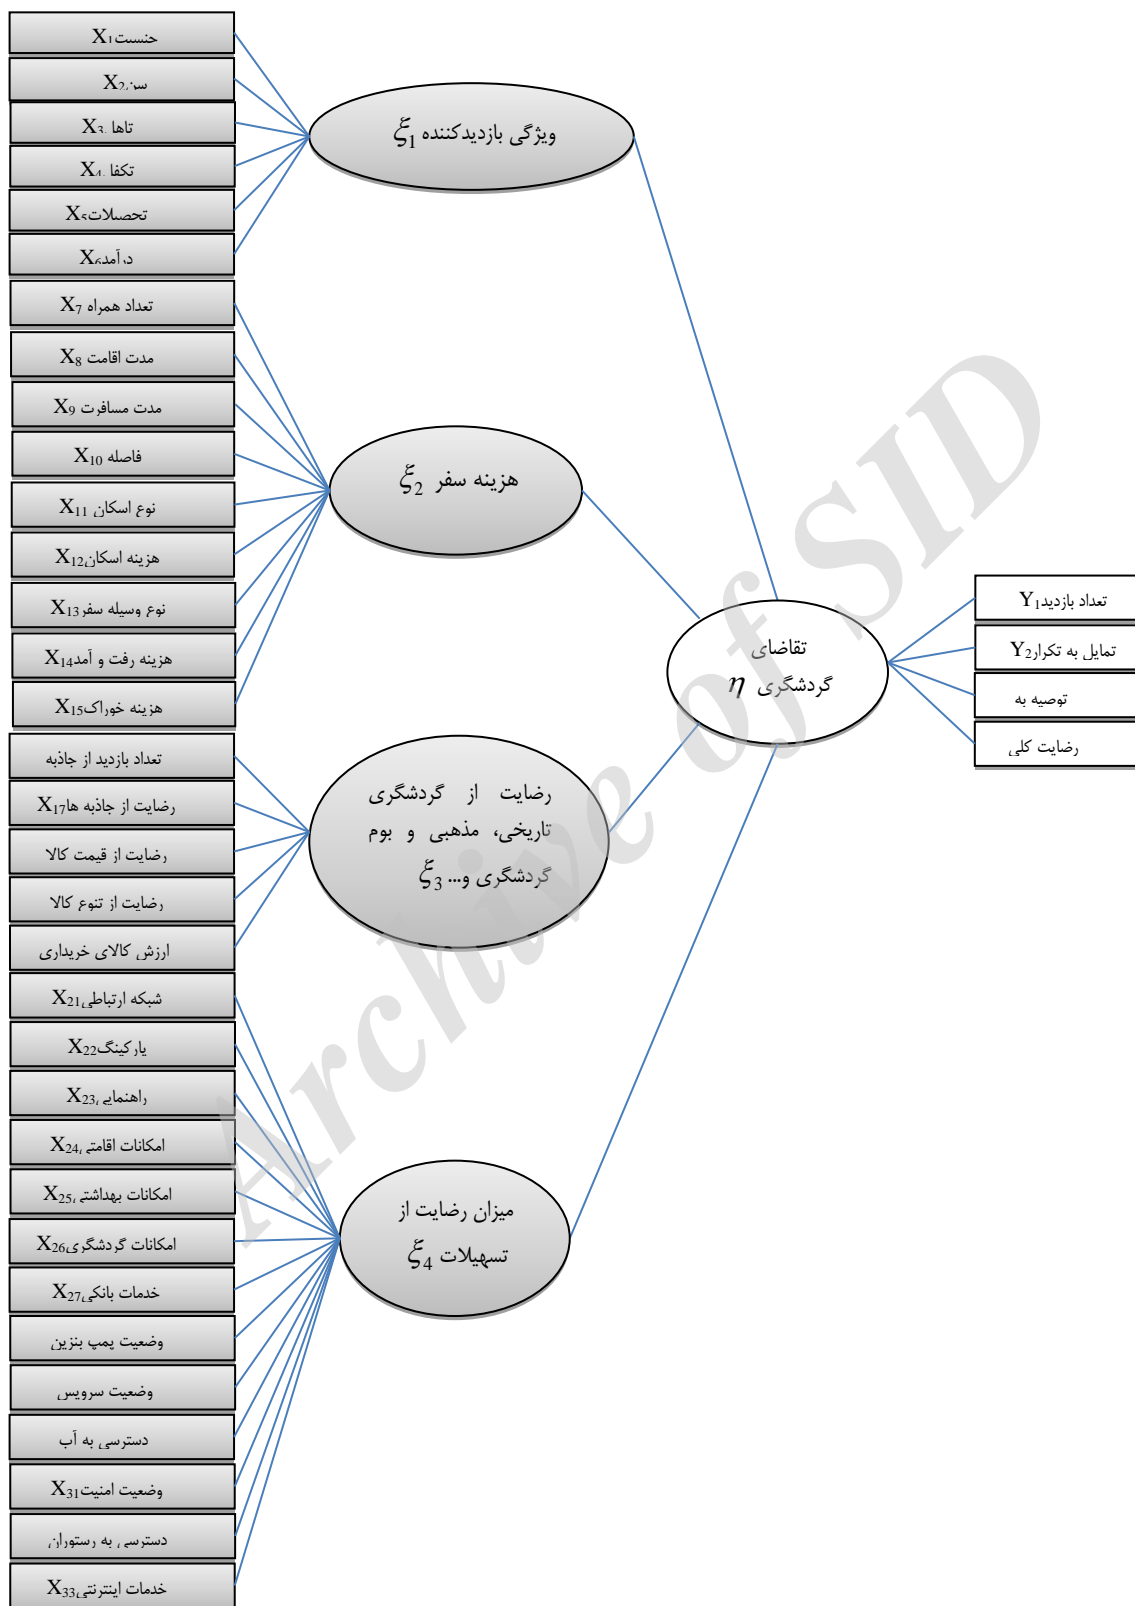 جنسیت X1
سن X2
تاهل X3
تکفل X4
تحصیلات X5
درآمد X6
تعداد همراه X7
مدت اقامت X8
مدت مسافرت X9
فاصله X10
نوع اسکان X11
هزینه اسکان X12
نوع وسیله سفر X13
هزینه رفت و آمد X14
هزینه خوراک X15
تعداد بازدید از جاذبه
رضایت از جاذبه ها X17
رضایت از قیمت کالا
رضایت از تنوع کالا
ارزش کالای خریداری
شبکه ارتباطی X21
پارکینگ X22
راهنمایی X23
امکانات اقامتی X24
امکانات بهداشتی X25
امکانات گردشگری X26
خدمات بانکی X27
وضعیت پمپ بنزین
وضعیت سرویس
دسترسی به آب
وضعیت امنیت X31
دسترسی به رستوران
خدمات اینترنتی X33
ویژگی بازدیدکننده ξ1
هزینه سفر ξ2
رضایت از گردشگری
تاریخی، مذهبی و بوم
گردشگری و... ξ3
میزان رضایت از
تسهیلات ξ4
تقاضای
گردشگری η
تعداد بازدید Y1
تمایل به تکرار Y2
توصیه به
رضایت کلی
Archive of SID